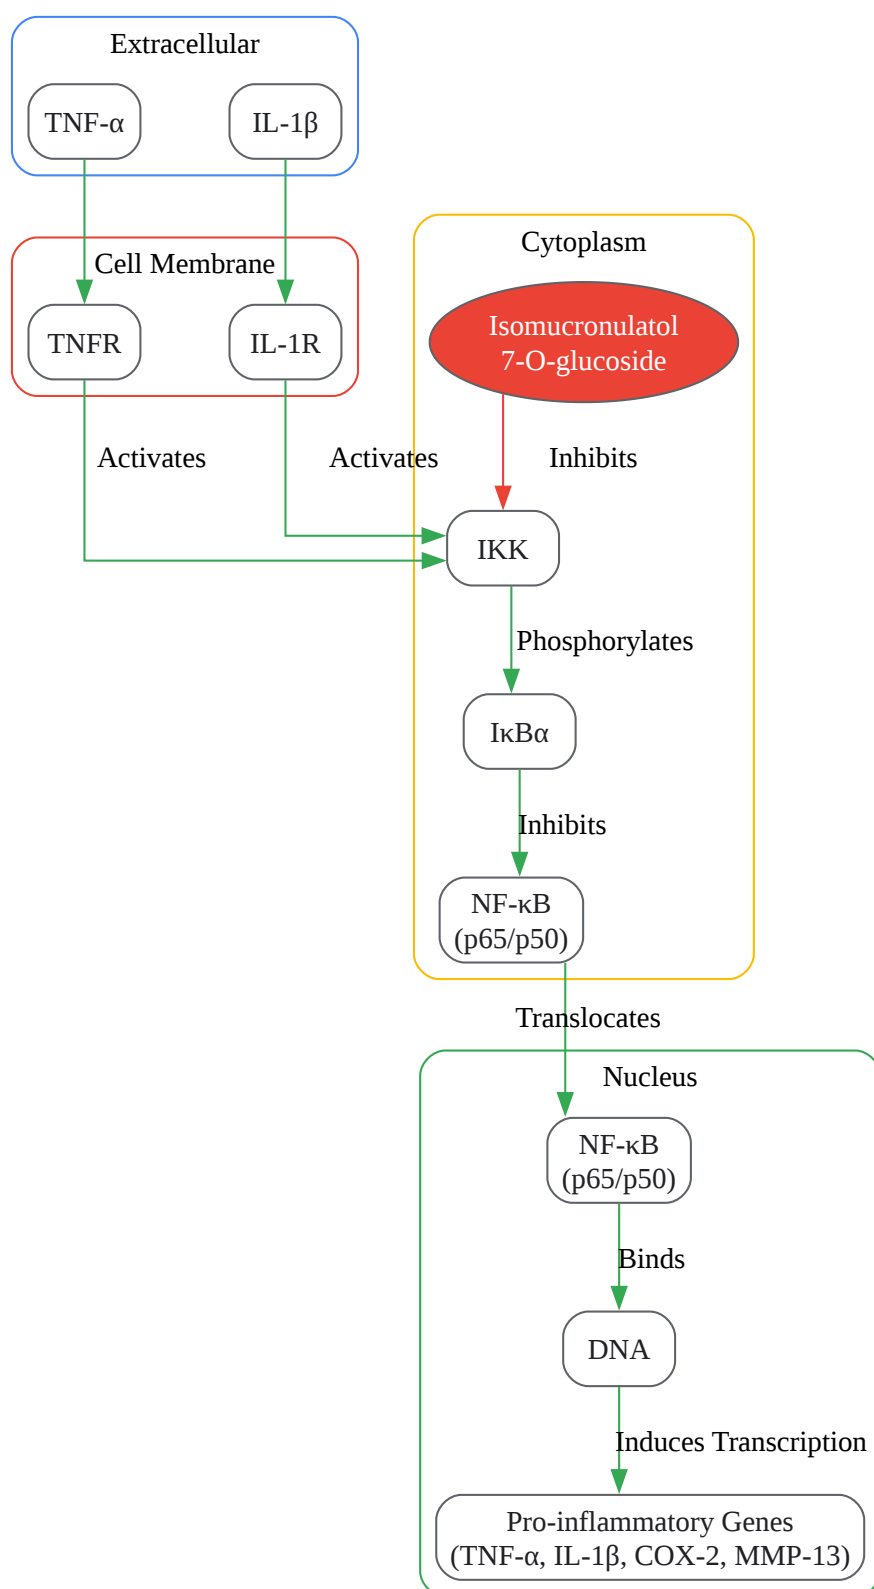 Extracellular
TNF-α
IL-1β
Cell Membrane
TNFR
IL-1R
Cytoplasm
Isomucronulatol
7-O-glucoside
Activates
Activates
Inhibits
IKK
Phosphorylates
IκBα
Inhibits
NF-κB
(p65/p50)
Translocates
Nucleus
NF-κB
(p65/p50)
Binds
DNA
Induces Transcription
Pro-inflammatory Genes
(TNF-α, IL-1β, COX-2, MMP-13)